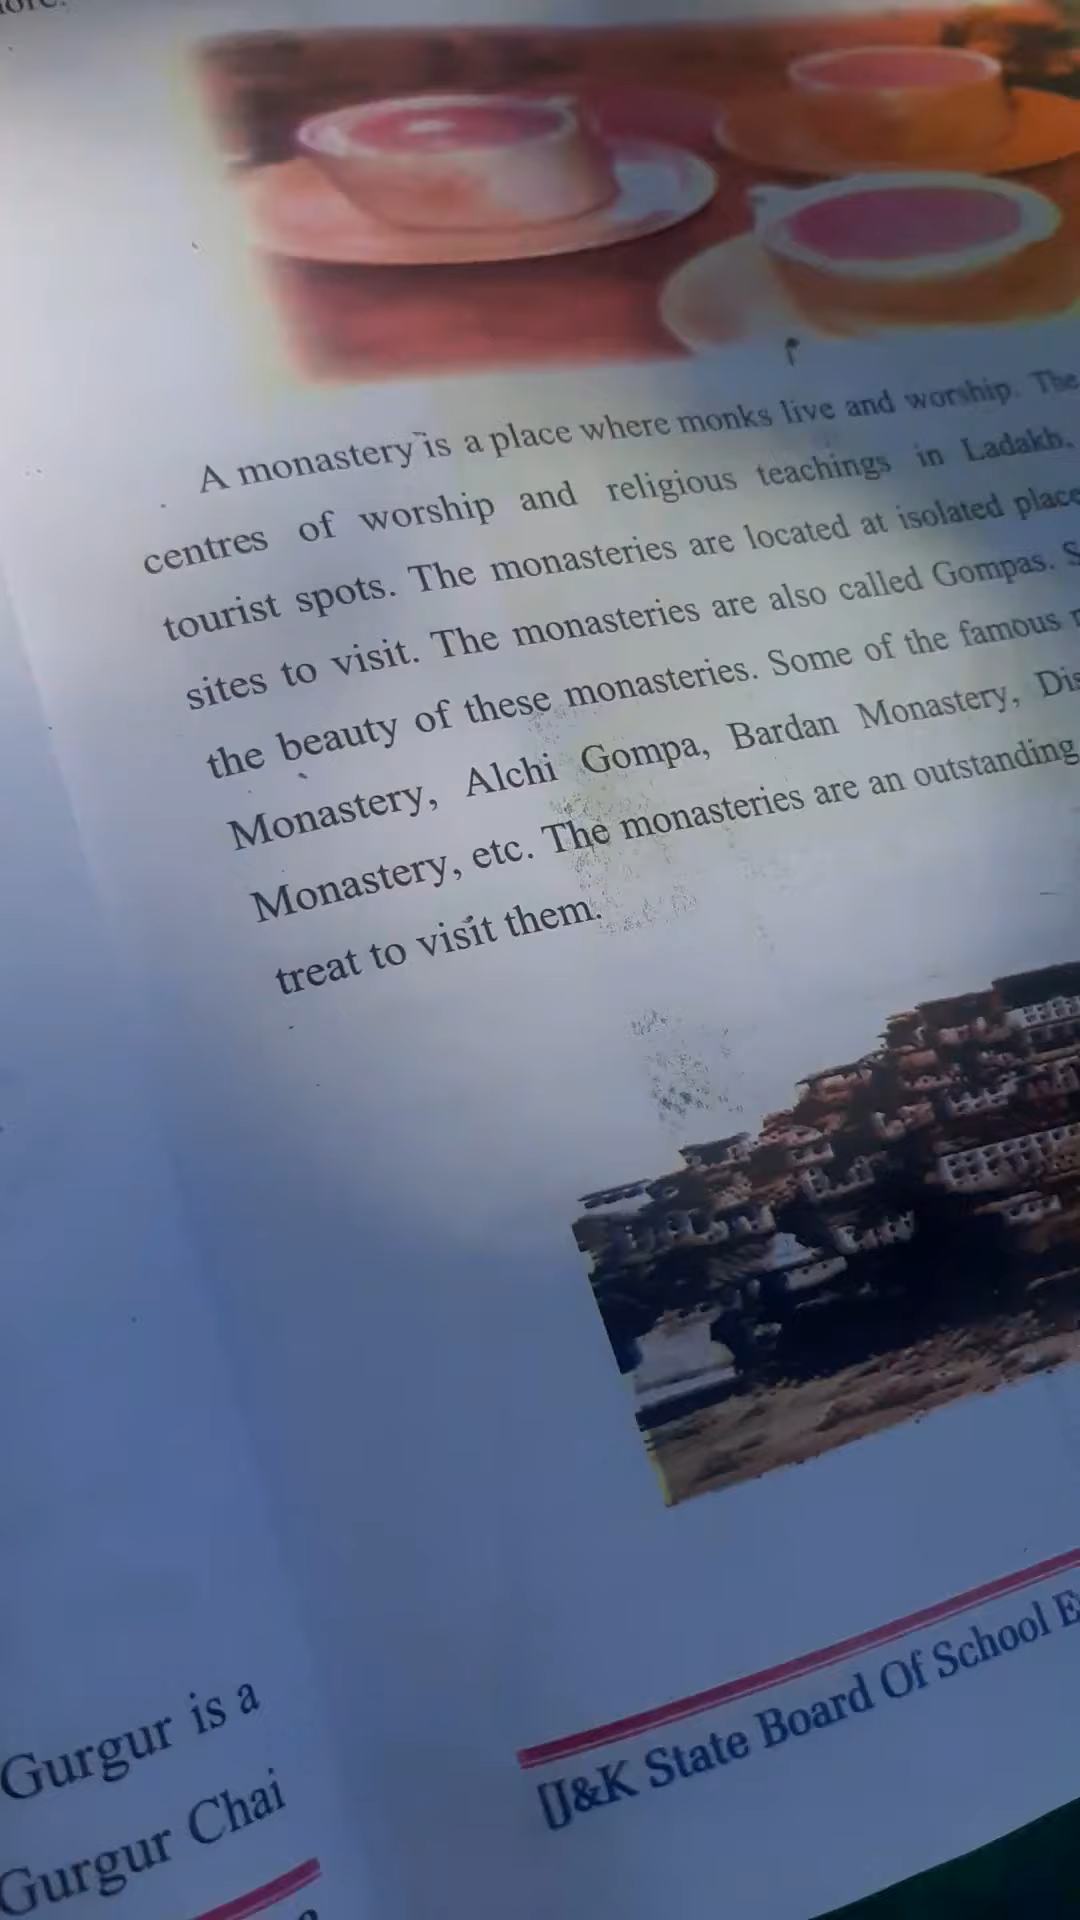 A monastery is a place where monks live and worship. The
centres of worship and religious teachings in Ladakh.
tourist spots. The monasteries are located at isolated place
sites to visit. The monasteries are also called Gompas. S
the beauty of these monasteries. Some of the famous
Monastery, Alchi Gompa, Bardan Monastery, Dis
Monastery, etc. The monasteries are an outstanding
treat to visit them.
Gurgur is a
Gurgur Chai
J&K State Board Of School E